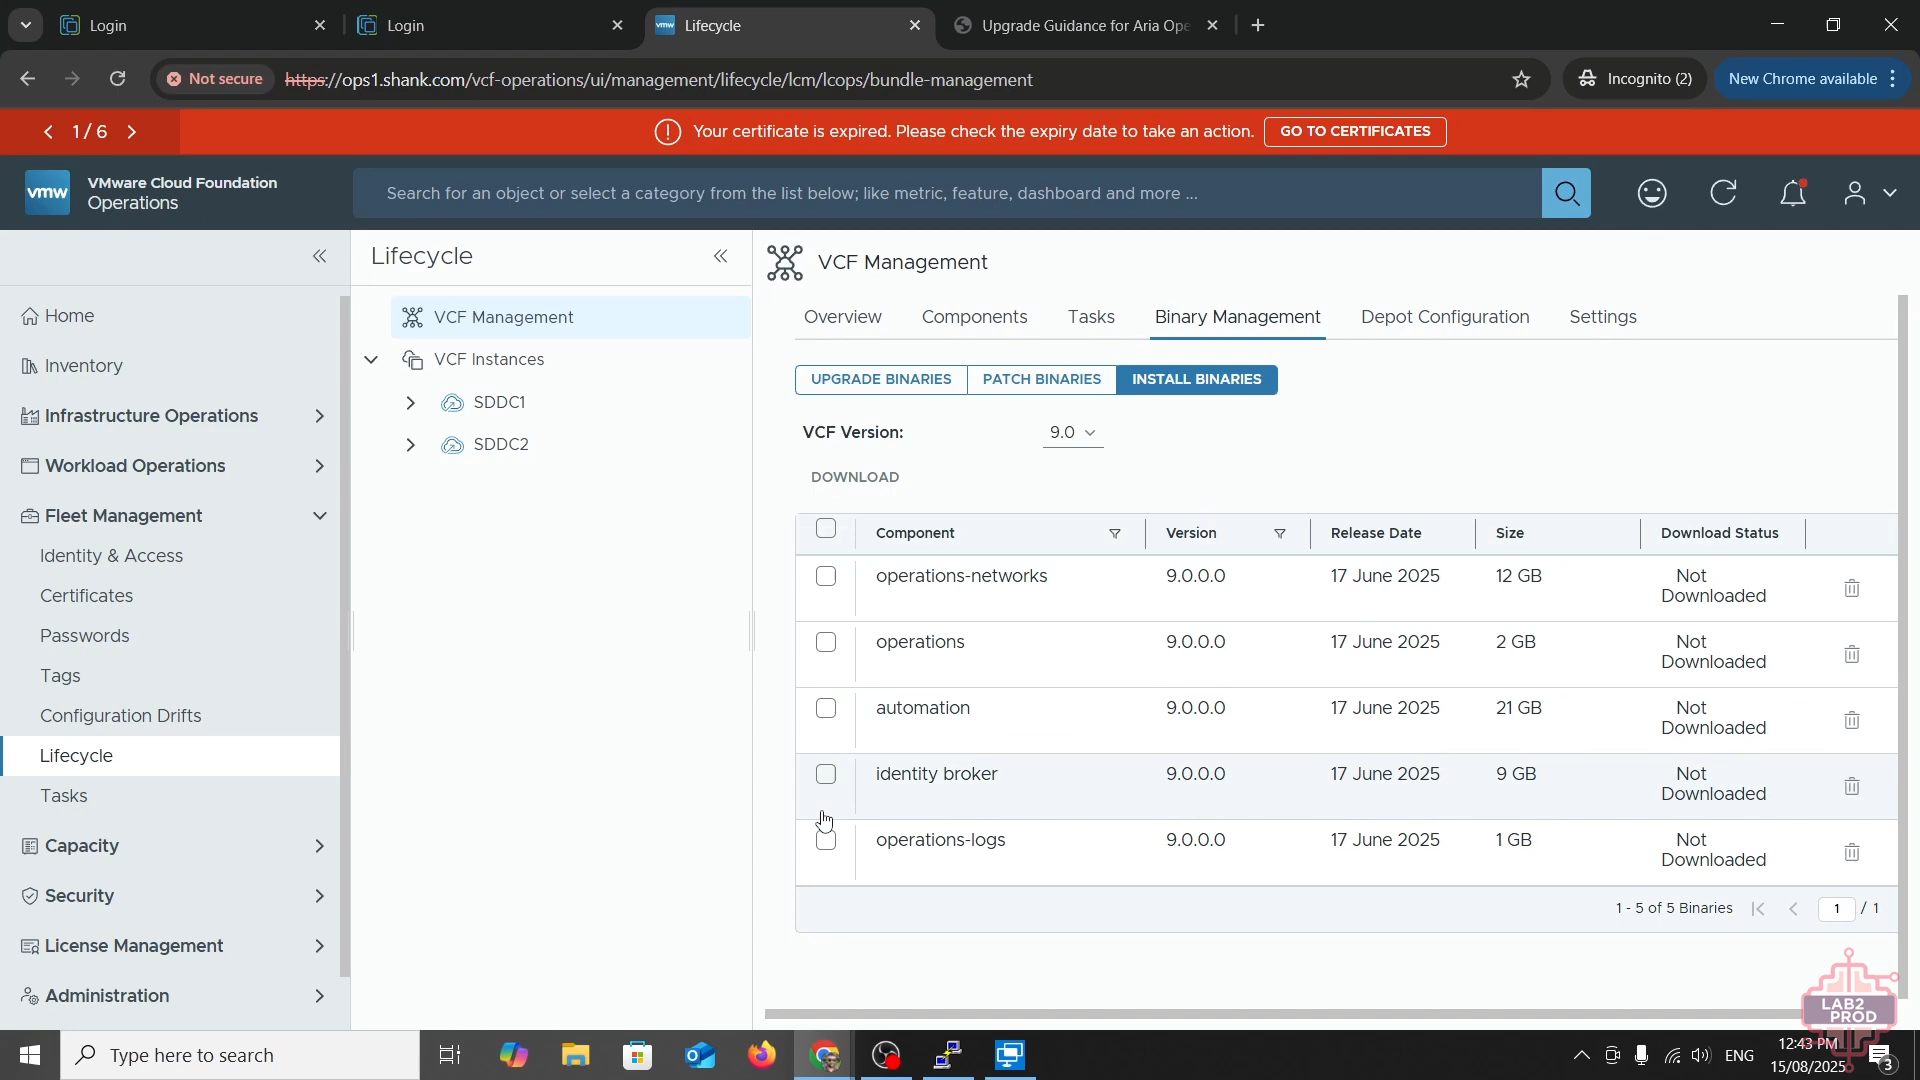 Login
Login
Lifecycle
Upgrade Guidance for Aria Ope
Not secure
https://ops1.shank.com/vcf-operations/ui/management/lifecycle/lcm/lcops/bundle-management
Incognito (2)
New Chrome available
1 / 6
Your certificate is expired. Please check the expiry date to take an action.
GO TO CERTIFICATES
vmw
VMware Cloud Foundation
Operations
Search for an object or select a category from the list below; like metric, feature, dashboard and more ...
Home
Inventory
Infrastructure Operations
Workload Operations
Fleet Management
Identity & Access
Certificates
Passwords
Tags
Configuration Drifts
Lifecycle
Tasks
Capacity
Security
License Management
Administration
Lifecycle
VCF Management
VCF Instances
SDDC1
SDDC2
VCF Management
Overview
Components
Tasks
Binary Management
Depot Configuration
Settings
UPGRADE BINARIES
PATCH BINARIES
INSTALL BINARIES
VCF Version:
9.0
DOWNLOAD
Component Version Release Date Size Download Status
operations-networks 9.0.0.0 17 June 2025 12 GB Not
Downloaded
operations 9.0.0.0 17 June 2025 2 GB Not
Downloaded
automation 9.0.0.0 17 June 2025 21 GB Not
Downloaded
identity broker 9.0.0.0 17 June 2025 9 GB Not
Downloaded
operations-logs 9.0.0.0 17 June 2025 1 GB Not
Downloaded
1 - 5 of 5 Binaries
1 / 1
LAB2
PROD
Type here to search
ENG
12:43 PM
15/08/2025
3